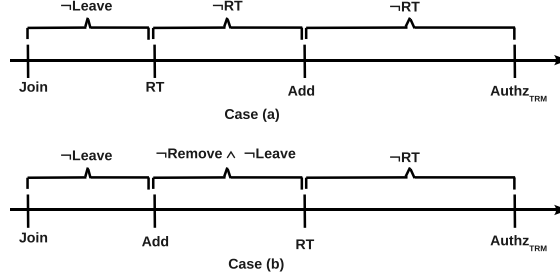 ¬Leave ¬RT ¬RT
Join RT Add Authz_TRM
Case (a)
¬Leave ¬Remove ∧ ¬Leave ¬RT
Join Add RT Authz_TRM
Case (b)